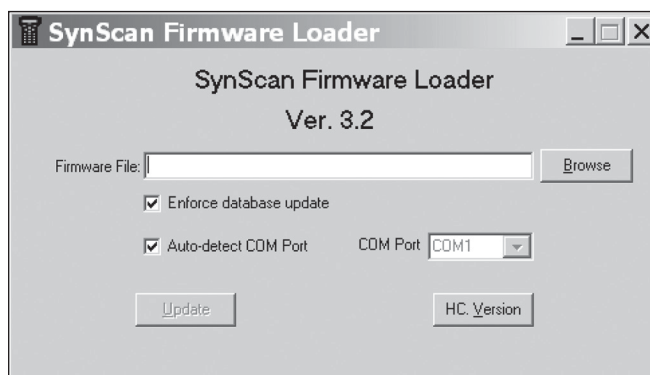 SynScan Firmware Loader
SynScan Firmware Loader
Ver. 3.2
Firmware File: Browse
Enforce database update
Auto-detect COM Port COM Port COM1
Update HC. Version